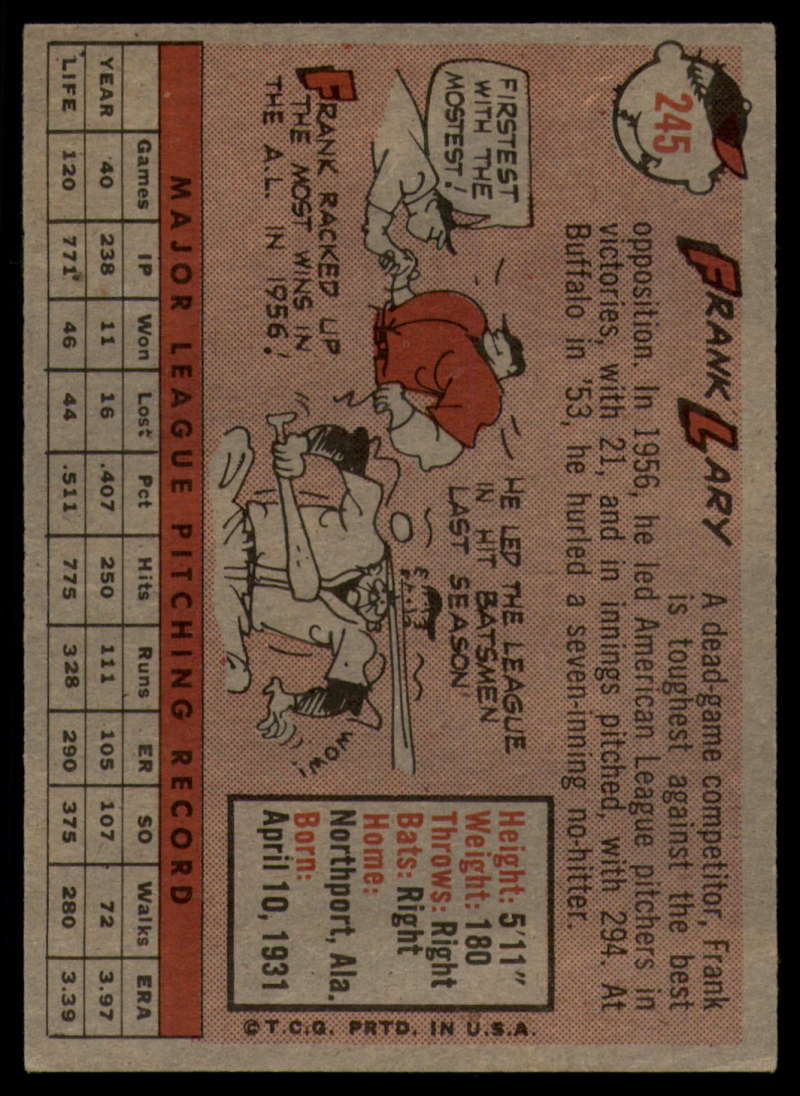 245
FRANK LARY
A dead-game competitor, Frank
is toughest against the best
opposition. In 1956, he led American League pitchers in
victories, with 21, and in innings pitched, with 294. At
Buffalo in '53, he hurled a seven-inning no-hitter.
FIRSTEST
WITH THE
MOSTEST!
FRANK RACKED UP
THE MOST WINS IN
THE A.L. IN 1956!
HE LED THE LEAGUE
IN HIT BATSMEN
LAST SEASON
WOW!
Height: 5'11"
Weight: 180
Throws: Right
Bats: Right
Home:
Northport, Ala.
Born:
April 10, 1931
© T.C.G. PRTD. IN U.S.A.
MAJOR LEAGUE PITCHING RECORD
Games IP Won Lost Pct Hits Runs ER SO Walks ERA
YEAR 40 238 11 16 .407 250 111 105 107 72 3.97
LIFE 120 771 46 44 .511 775 328 290 375 280 3.39